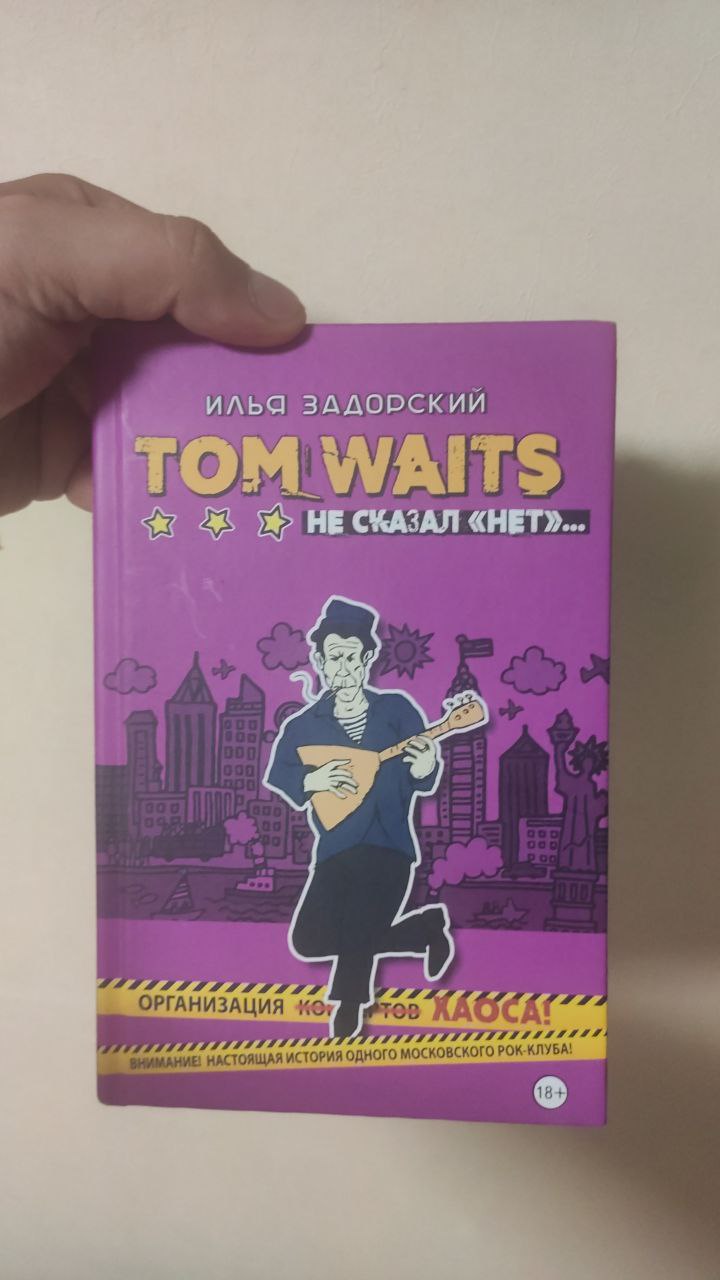 ИЛЬЯ ЗАДОРСКИЙ
TOM WAITS
НЕ СКАЗАЛ «НЕТ»...
ОРГАНИЗАЦИЯ ХАОСА!
ВНИМАНИЕ! НАСТОЯЩАЯ ИСТОРИЯ ОДНОГО МОСКОВСКОГО РОК-КЛУБА!
18+